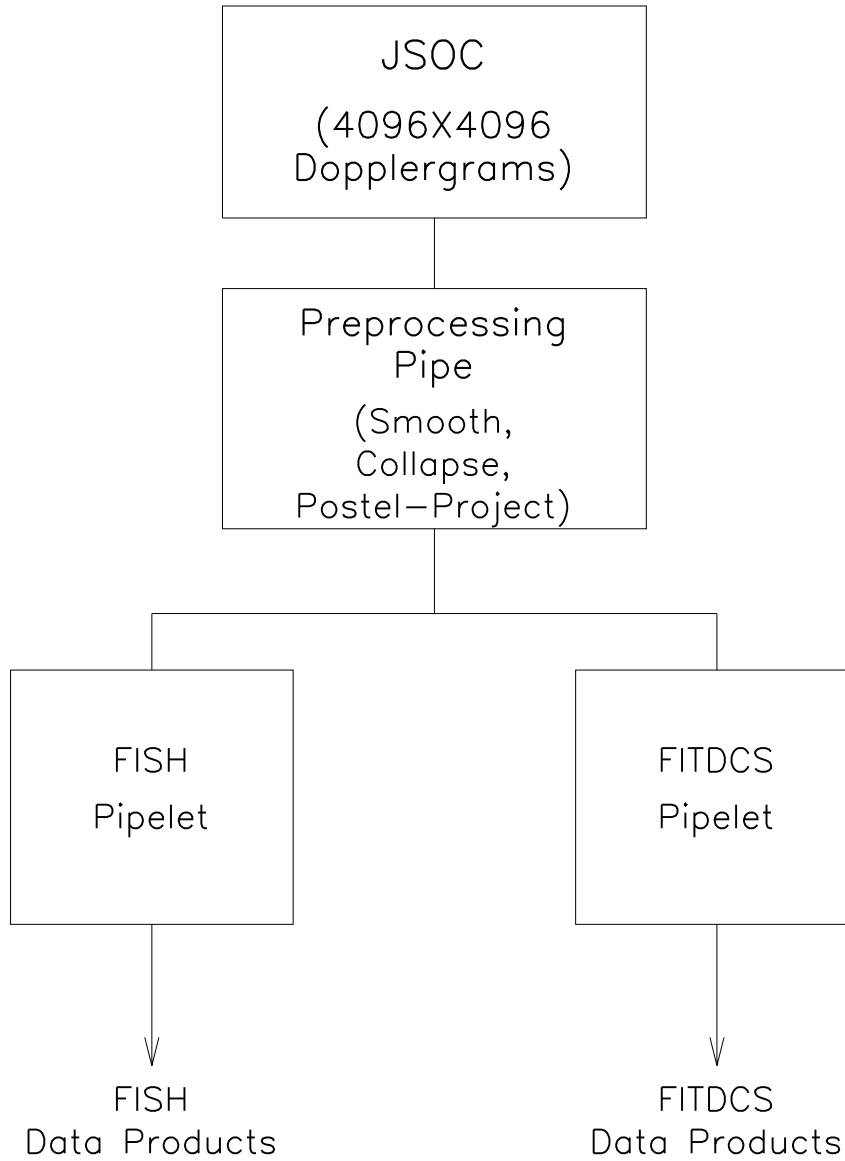 JSOC
(4096X4096
Dopplergrams)
Preprocessing
Pipe
(Smooth,
Collapse,
Postel-Project)
FISH
Pipelet
FITDCS
Pipelet
FISH
Data Products
FITDCS
Data Products